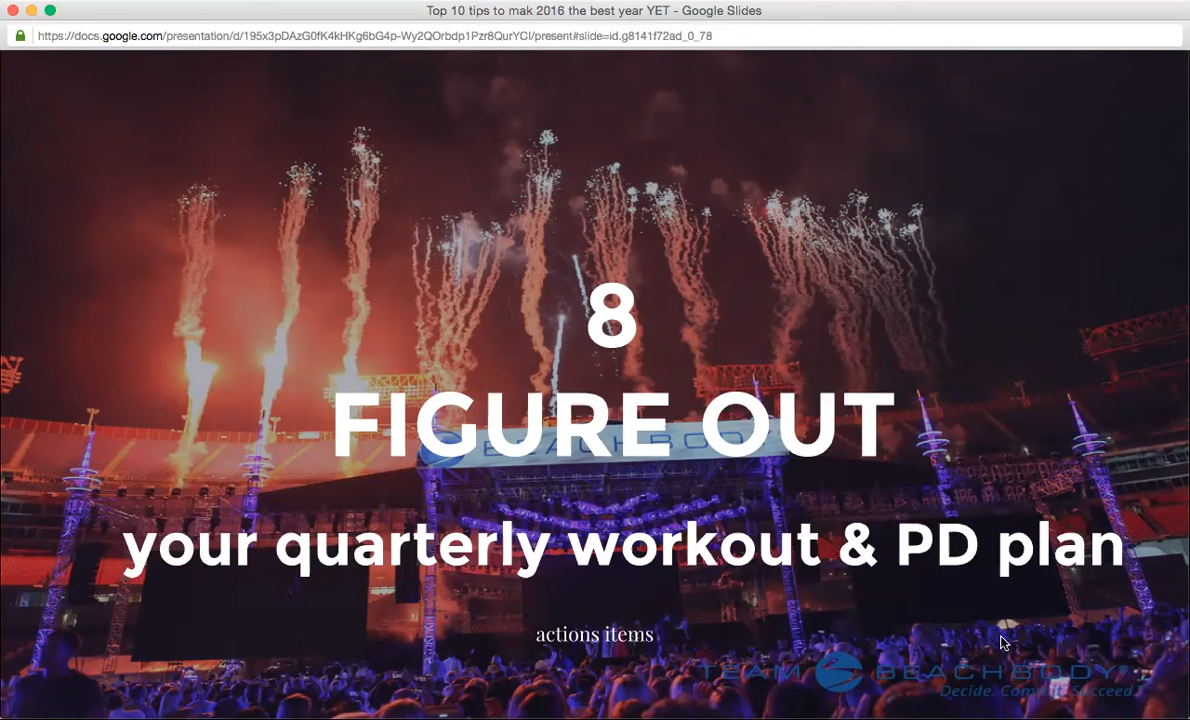 Top 10 tips to mak 2016 the best year YET - Google Slides
https://docs.google.com/presentation/d/195x3pDAzG0fK4kHKg6bG4p-Wy2QOrbdp1Pzr8QurYCI/present#slide=id.g8141f72ad_0_78
8
FIGURE OUT
BEACHBODY
your quarterly workout & PD plan
actions items
TEAM BEACHBODY
Decide. Commit. Succeed.